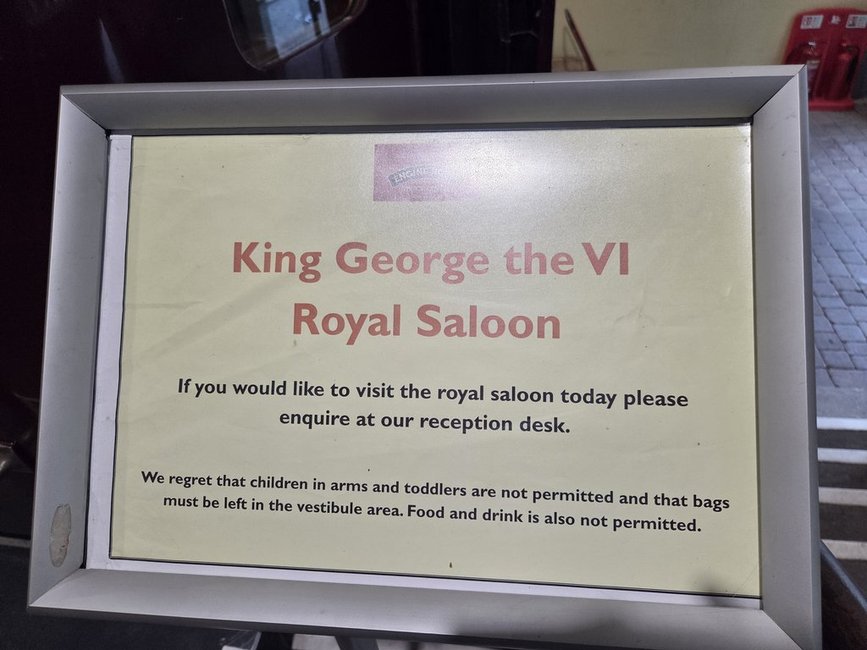 King George the VI
Royal Saloon
If you would like to visit the royal saloon today please
enquire at our reception desk.
We regret that children in arms and toddlers are not permitted and that bags
must be left in the vestibule area. Food and drink is also not permitted.